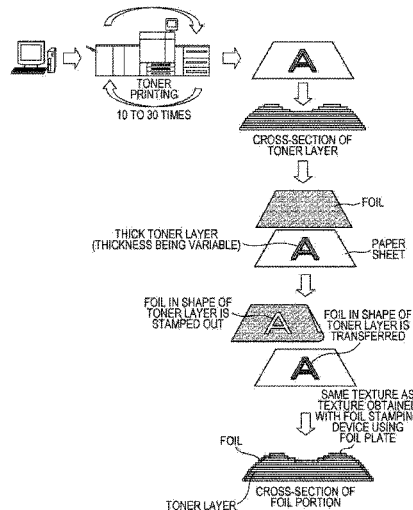 TONER
PRINTING
10 TO 30 TIMES
A
CROSS-SECTION OF
TONER LAYER
FOIL
THICK TONER LAYER
(THICKNESS BEING VARIABLE)
A
PAPER
SHEET
FOIL IN SHAPE OF
TONER LAYER IS
STAMPED OUT
A
FOIL IN SHAPE OF
TONER LAYER IS
TRANSFERRED
A
SAME TEXTURE AS
TEXTURE OBTAINED
WITH FOIL STAMPING
DEVICE USING
FOIL PLATE
FOIL
TONER LAYER
CROSS-SECTION OF
FOIL PORTION